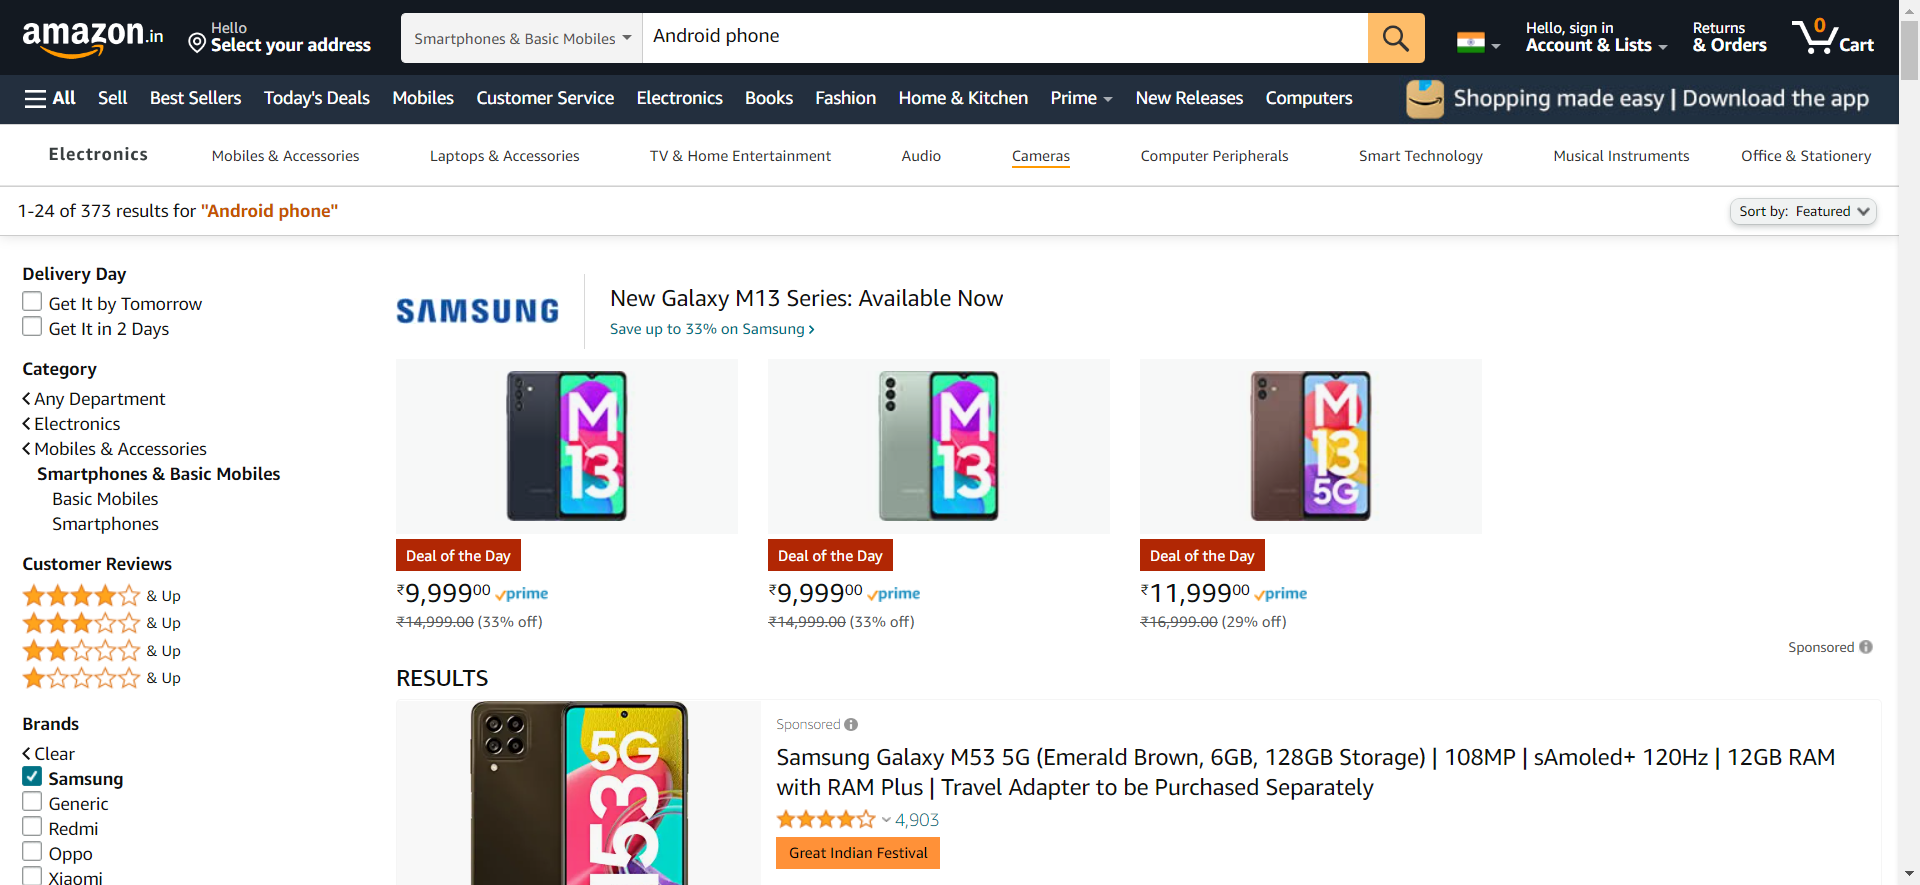 amazon.in
Hello
Select your address
Smartphones & Basic Mobiles
Android phone
Hello, sign in
Account & Lists
Returns
& Orders
0
Cart
All
Sell
Best Sellers
Today's Deals
Mobiles
Customer Service
Electronics
Books
Fashion
Home & Kitchen
Prime
New Releases
Computers
Shopping made easy | Download the app
Electronics
Mobiles & Accessories
Laptops & Accessories
TV & Home Entertainment
Audio
Cameras
Computer Peripherals
Smart Technology
Musical Instruments
Office & Stationery
1-24 of 373 results for "Android phone"
Sort by: Featured
Delivery Day
Get It by Tomorrow
Get It in 2 Days
Category
Any Department
Electronics
Mobiles & Accessories
Smartphones & Basic Mobiles
Basic Mobiles
Smartphones
Customer Reviews
& Up
& Up
& Up
& Up
Brands
Clear
Samsung
Generic
Redmi
Oppo
Xiaomi
SAMSUNG
New Galaxy M13 Series: Available Now
Save up to 33% on Samsung ›
M
13
Deal of the Day
₹9,99900 prime
₹14,999.00 (33% off)
M
13
Deal of the Day
₹9,99900 prime
₹14,999.00 (33% off)
M
13
5G
Deal of the Day
₹11,99900 prime
₹16,999.00 (29% off)
Sponsored
RESULTS
5G
53
Sponsored
Samsung Galaxy M53 5G (Emerald Brown, 6GB, 128GB Storage) | 108MP | sAmoled+ 120Hz | 12GB RAM
with RAM Plus | Travel Adapter to be Purchased Separately
4,903
Great Indian Festival